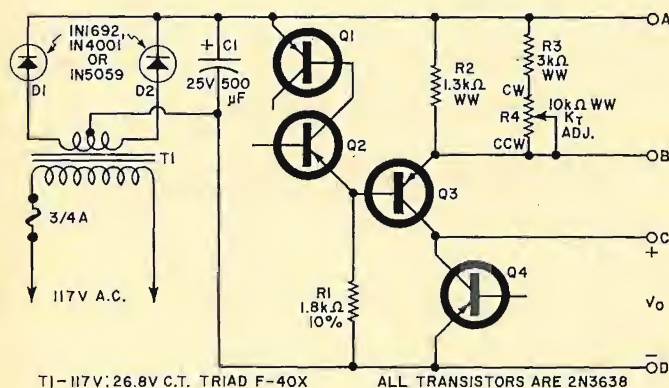 IN1692,
IN4001
OR
IN5059
D1
D2
+
C1
25V
500
μF
Q1
Q2
Q3
Q4
R1
1.8kΩ
10%
R2
1.3kΩ
WW
R3
3kΩ
WW
CW
R4
CCW
10kΩ WW
KT
ADJ.
A
B
C
+
Vo
−
D
T1
3/4A
117V A.C.
T1-117V:26.8V C.T. TRIAD F-40X
ALL TRANSISTORS ARE 2N3638